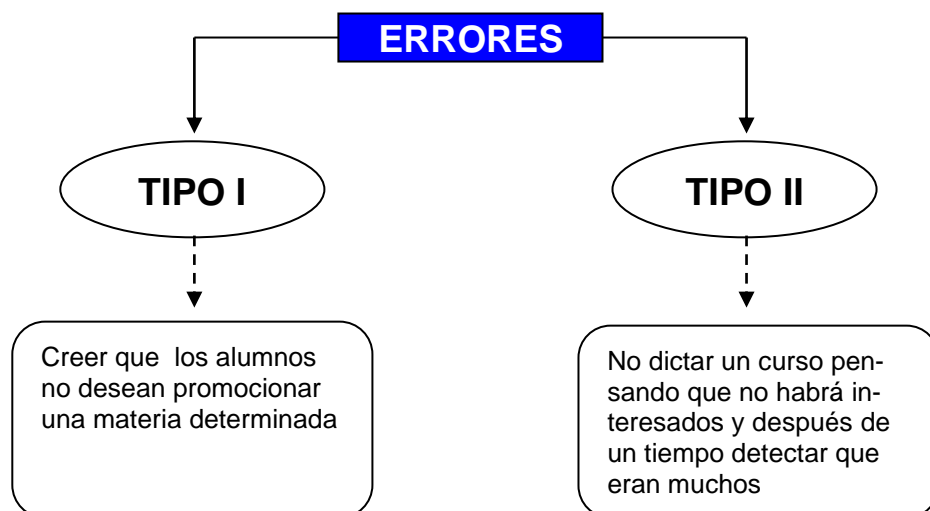 ERRORES
TIPO I
TIPO II
Creer que los alumnos
no desean promocionar
una materia determinada
No dictar un curso pen-
sando que no habrá in-
teresados y después de
un tiempo detectar que
eran muchos